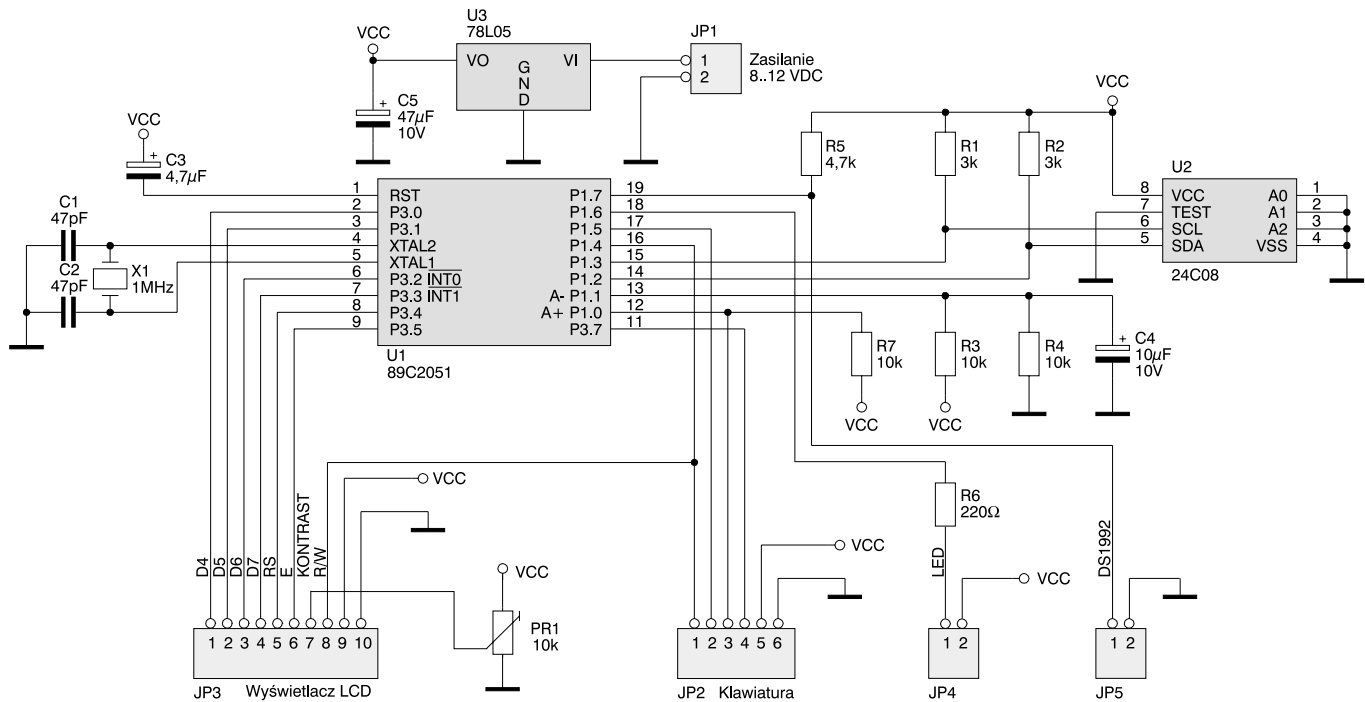 U3
78L05
VO
GND
VI
VCC
JP1
1
2
Zasilanie
8..12 VDC
+
C5
47µF
10V
VCC
+
C3
4,7µF
C1
47pF
C2
47pF
X1
1MHz
1 RST
2 P3.0
3 P3.1
4 XTAL2
5 XTAL1
6 P3.2 INT0
7 P3.3 INT1
8 P3.4
9 P3.5
P1.7 19
P1.6 18
P1.5 17
P1.4 16
P1.3 15
P1.2 14
A- P1.1 13
A+ P1.0 12
P3.7 11
U1
89C2051
VCC
R5
4,7k
R1
3k
R2
3k
U2
8 VCC
7 TEST
6 SCL
5 SDA
A0 1
A1 2
A2 3
VSS 4
24C08
R7
10k
R3
10k
R4
10k
+
C4
10µF
10V
VCC
VCC
VCC
R6
220Ω
D4
D5
D6
D7
RS
E
KONTRAST
R/W
VCC
PR1
10k
VCC
LED
VCC
DS1992
1 2 3 4 5 6 7 8 9 10
JP3 Wyświetlacz LCD
1 2 3 4 5 6
JP2 Klawiatura
1 2
JP4
1 2
JP5